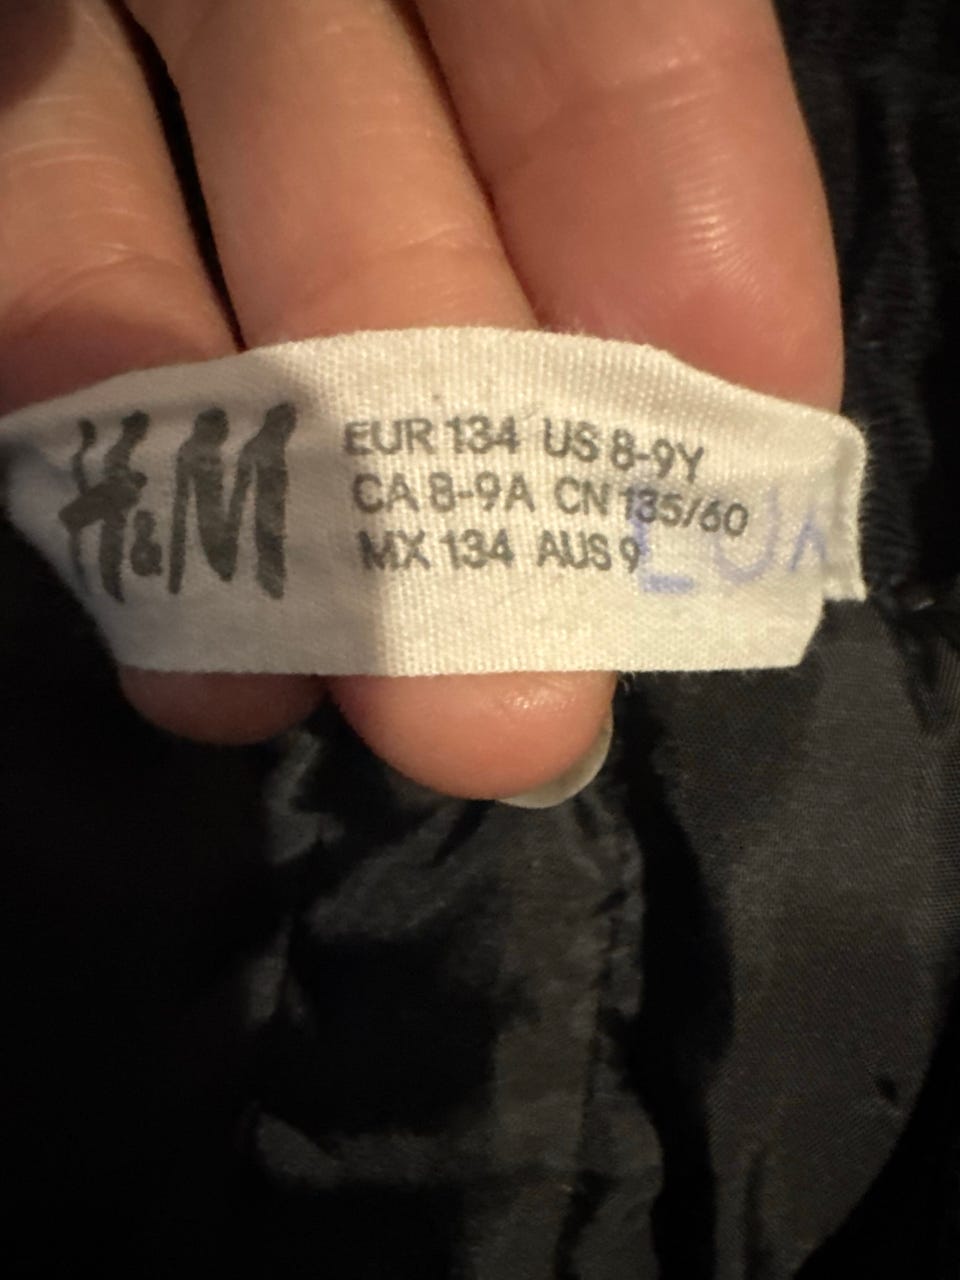 H&M
EUR 134 US 8-9Y
CA 8-9A CN 135/60
MX 134 AUS 9